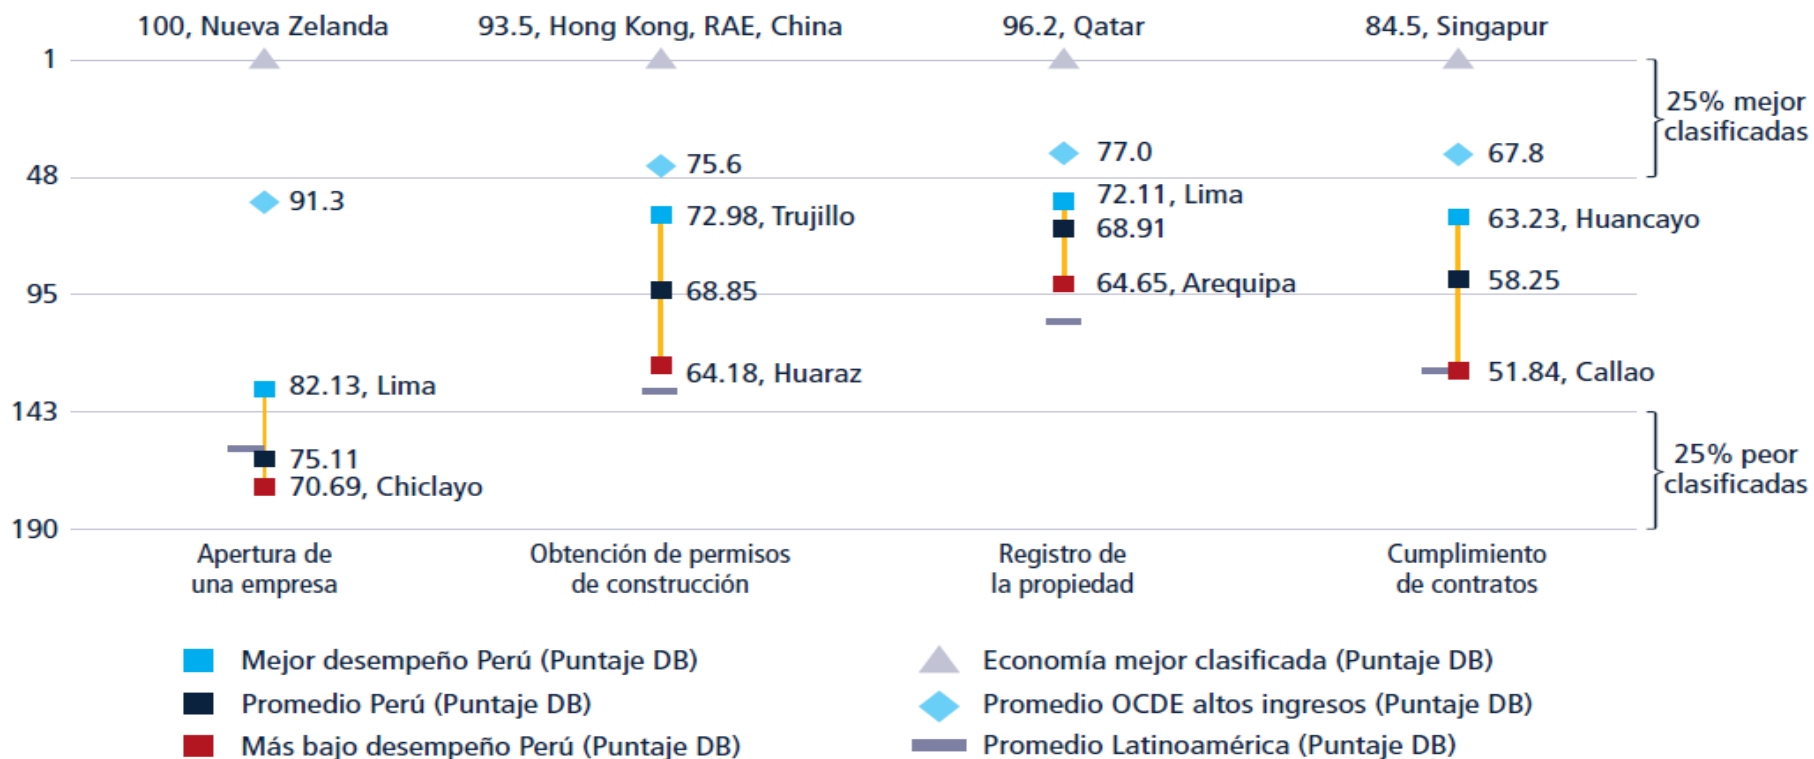 100, Nueva Zelanda
93.5, Hong Kong, RAE, China
96.2, Qatar
84.5, Singapur
1
25% mejor
clasificadas
48
91.3
75.6
77.0
67.8
72.98, Trujillo
72.11, Lima
63.23, Huancayo
68.85
68.91
58.25
95
64.65, Arequipa
82.13, Lima
64.18, Huaraz
51.84, Callao
143
75.11
70.69, Chiclayo
25% peor
clasificadas
190
Apertura de
una empresa
Obtención de permisos
de construcción
Registro de
la propiedad
Cumplimiento
de contratos
Mejor desempeño Perú (Puntaje DB)
Promedio Perú (Puntaje DB)
Más bajo desempeño Perú (Puntaje DB)
Economía mejor clasificada (Puntaje DB)
Promedio OCDE altos ingresos (Puntaje DB)
Promedio Latinoamérica (Puntaje DB)